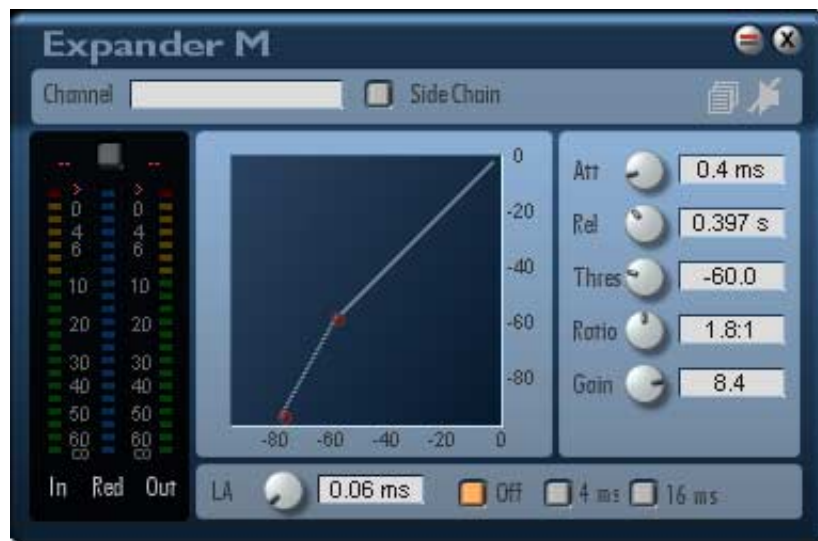 Expander M
X
Channel
Side Chain
-- --
> >
0 0
4 4
6 6
10 10
20 20
30 30
40 40
50 50
60 60
∞ ∞
In Red Out
0
-20
-40
-60
-80
-80 -60 -40 -20 0
Att 0.4 ms
Rel 0.397 s
Thres -60.0
Ratio 1.8:1
Gain 8.4
LA 0.06 ms Off 4 ms 16 ms